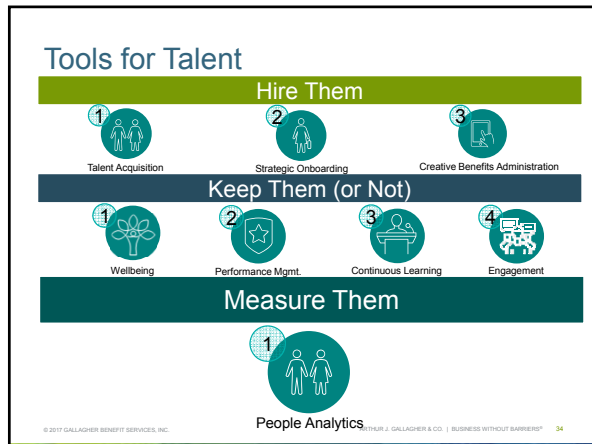 Tools for Talent
Hire Them
1 2 3
Talent Acquisition Strategic Onboarding Creative Benefits Administration
Keep Them (or Not)
1 2 3 4
Wellbeing Performance Mgmt. Continuous Learning Engagement
Measure Them
1
People Analytics
© 2017 GALLAGHER BENEFIT SERVICES, INC. ARTHUR J. GALLAGHER & CO. | BUSINESS WITHOUT BARRIERS® 34